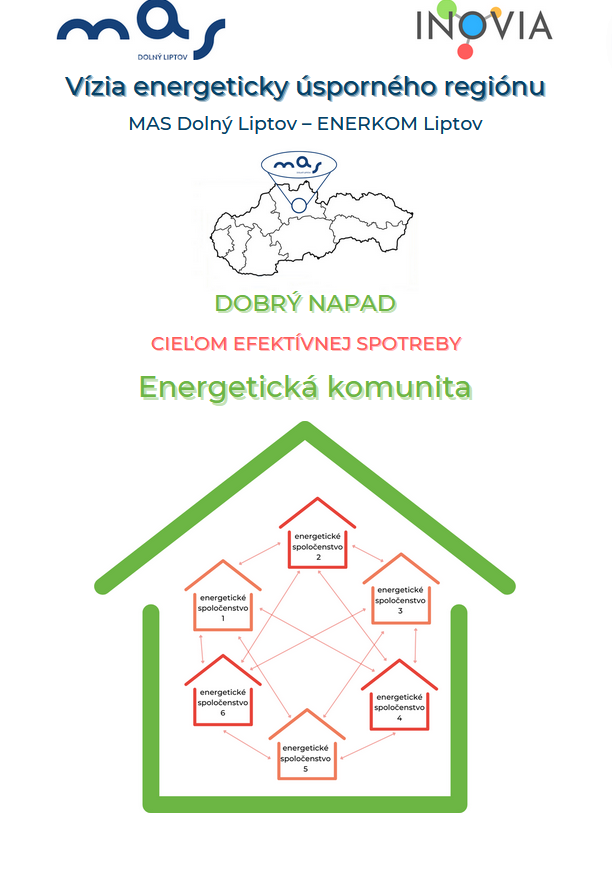 mas
DOLNÝ LIPTOV
INOVIA
Vízia energeticky úsporného regiónu
MAS Dolný Liptov – ENERKOM Liptov
mas
DOBRÝ NAPAD
CIEĽOM EFEKTÍVNEJ SPOTREBY
Energetická komunita
energetické
spoločenstvo
2
energetické
spoločenstvo
1
energetické
spoločenstvo
3
energetické
spoločenstvo
6
energetické
spoločenstvo
4
energetické
spoločenstvo
5